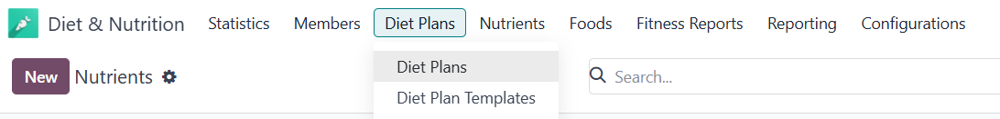 Diet & Nutrition Statistics Members Diet Plans Nutrients Foods Fitness Reports Reporting Configurations
Diet Plans
New Nutrients Search...
Diet Plan Templates